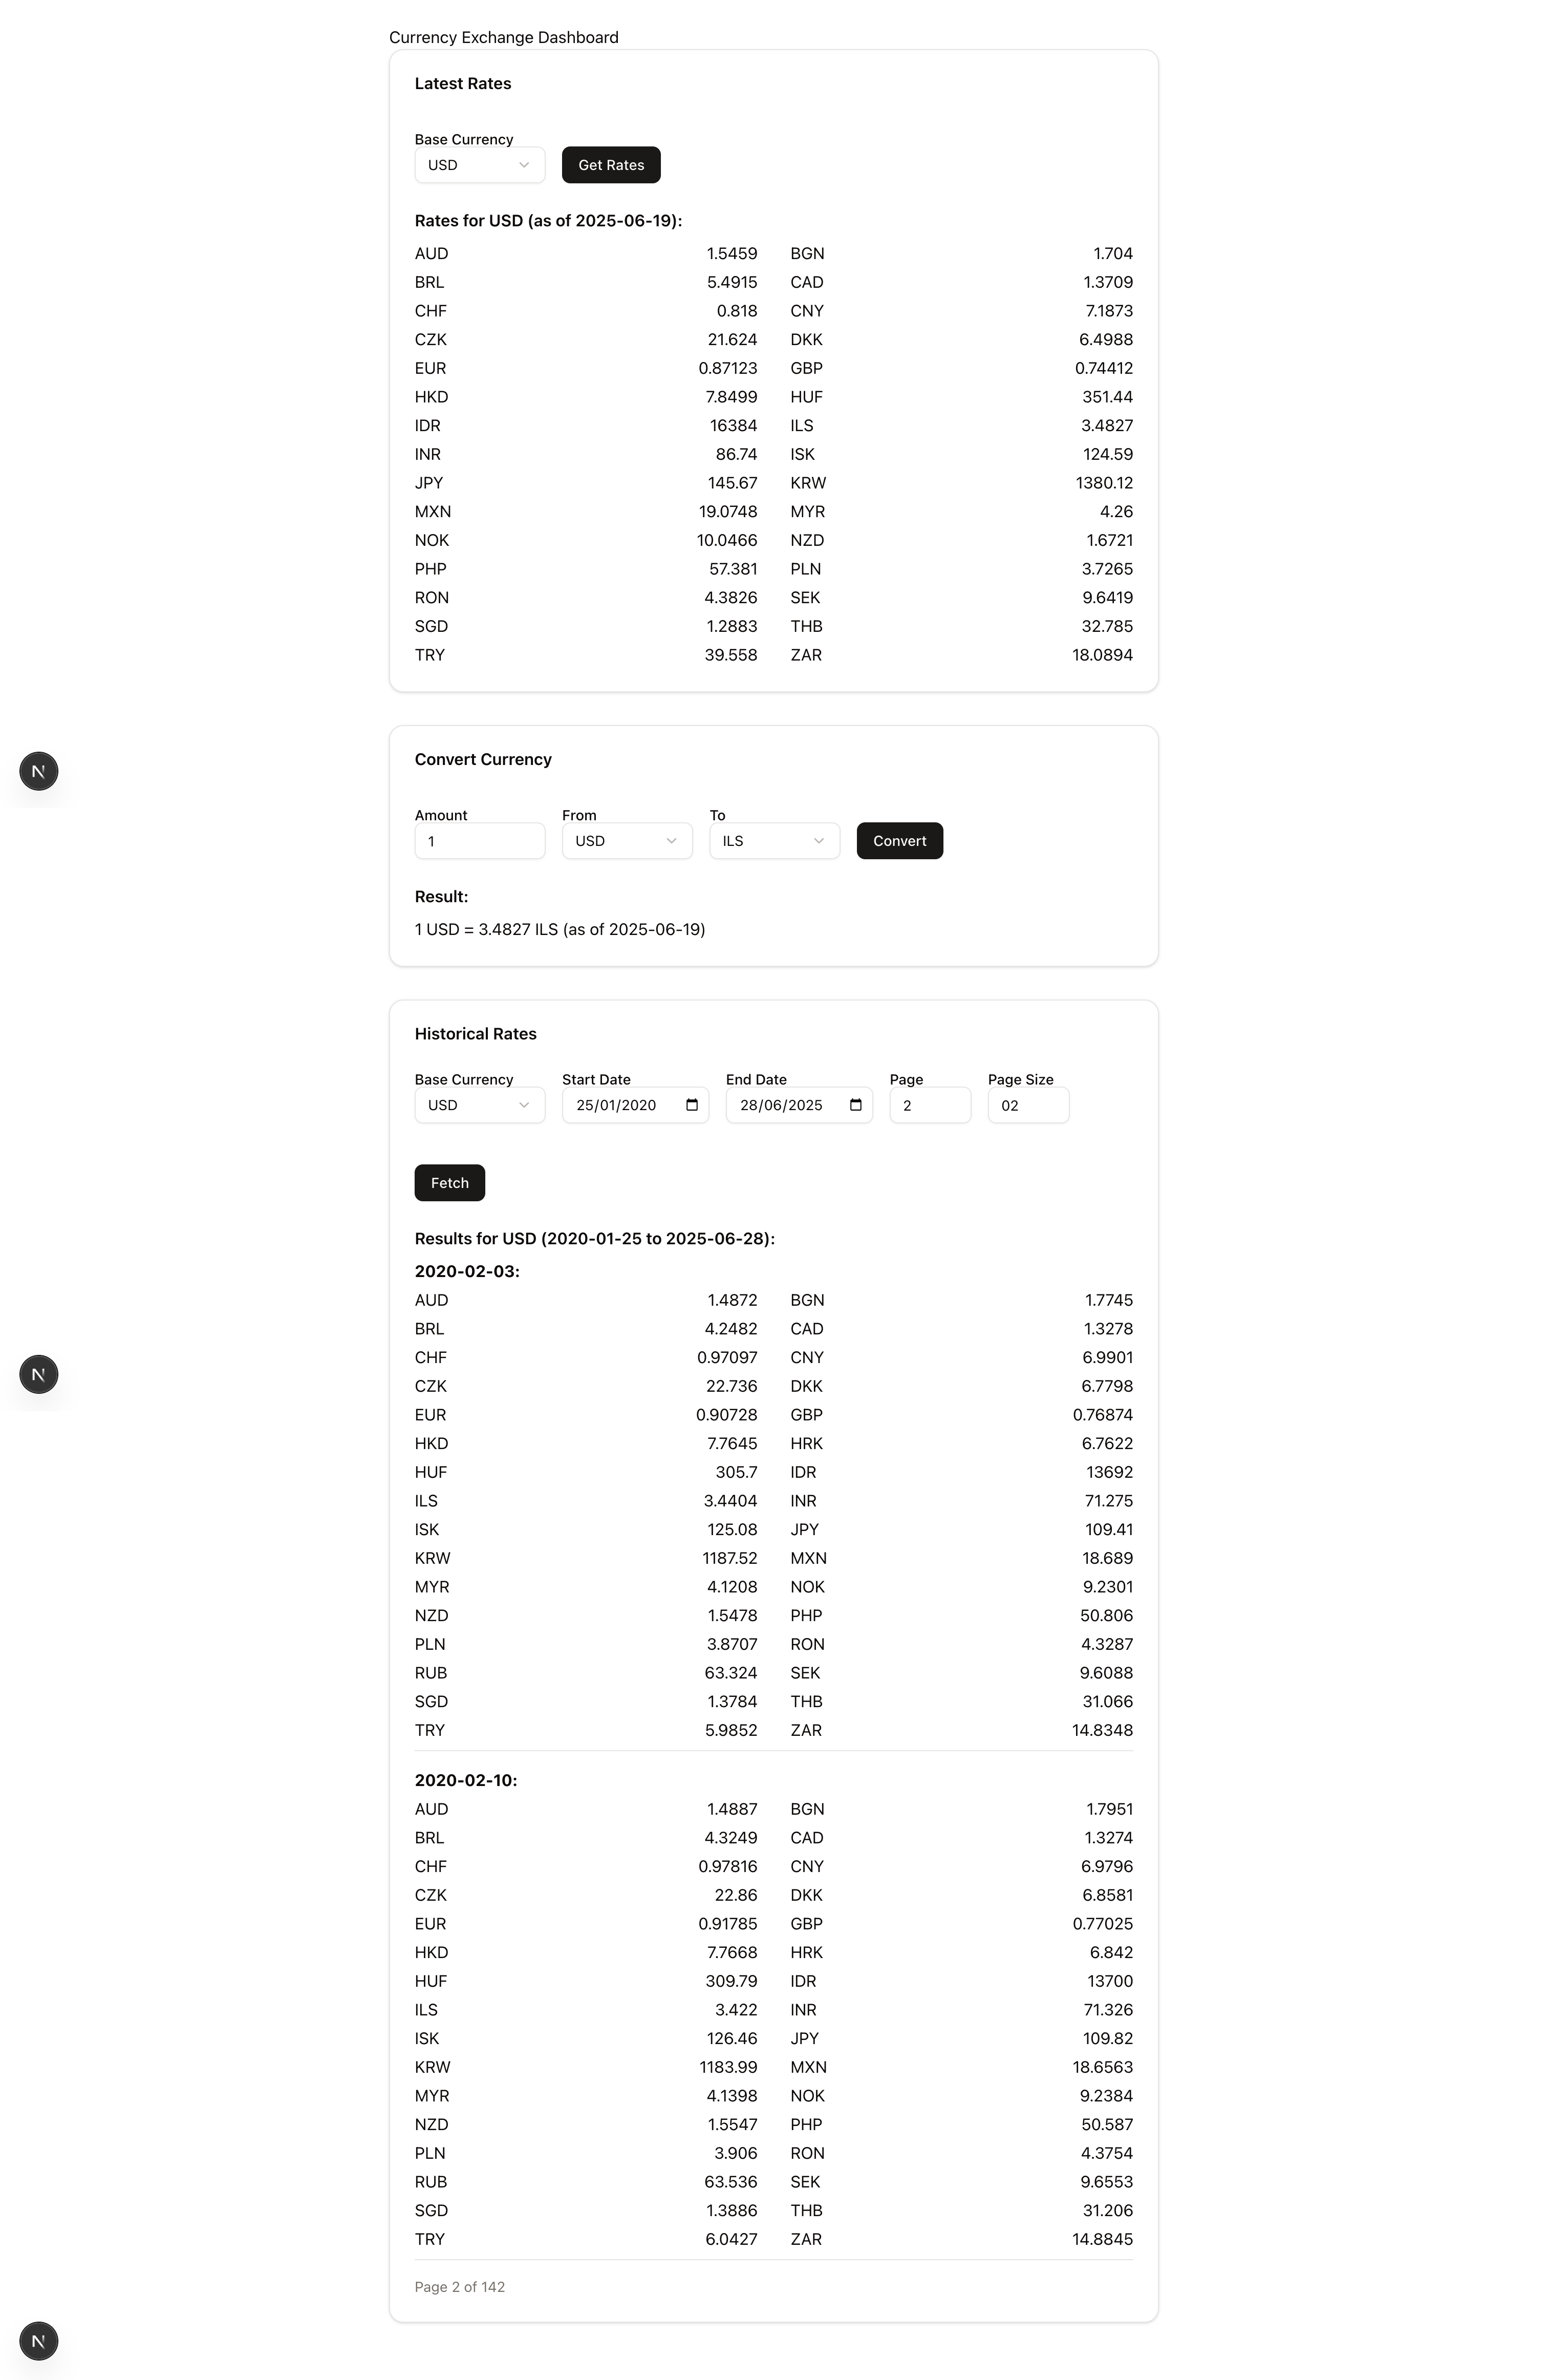 Currency Exchange Dashboard
Latest Rates
Base Currency
USD Get Rates
Rates for USD (as of 2025-06-19):
AUD 1.5459 BGN 1.704
BRL 5.4915 CAD 1.3709
CHF 0.818 CNY 7.1873
CZK 21.624 DKK 6.4988
EUR 0.87123 GBP 0.74412
HKD 7.8499 HUF 351.44
IDR 16384 ILS 3.4827
INR 86.74 ISK 124.59
JPY 145.67 KRW 1380.12
MXN 19.0748 MYR 4.26
NOK 10.0466 NZD 1.6721
PHP 57.381 PLN 3.7265
RON 4.3826 SEK 9.6419
SGD 1.2883 THB 32.785
TRY 39.558 ZAR 18.0894
Convert Currency
N
Amount From To
1 USD ILS Convert
Result:
1 USD = 3.4827 ILS (as of 2025-06-19)
Historical Rates
Base Currency Start Date End Date Page Page Size
USD 25/01/2020 28/06/2025 2 02
Fetch
Results for USD (2020-01-25 to 2025-06-28):
2020-02-03:
AUD 1.4872 BGN 1.7745
BRL 4.2482 CAD 1.3278
CHF 0.97097 CNY 6.9901
N
CZK 22.736 DKK 6.7798
EUR 0.90728 GBP 0.76874
HKD 7.7645 HRK 6.7622
HUF 305.7 IDR 13692
ILS 3.4404 INR 71.275
ISK 125.08 JPY 109.41
KRW 1187.52 MXN 18.689
MYR 4.1208 NOK 9.2301
NZD 1.5478 PHP 50.806
PLN 3.8707 RON 4.3287
RUB 63.324 SEK 9.6088
SGD 1.3784 THB 31.066
TRY 5.9852 ZAR 14.8348
2020-02-10:
AUD 1.4887 BGN 1.7951
BRL 4.3249 CAD 1.3274
CHF 0.97816 CNY 6.9796
CZK 22.86 DKK 6.8581
EUR 0.91785 GBP 0.77025
HKD 7.7668 HRK 6.842
HUF 309.79 IDR 13700
ILS 3.422 INR 71.326
ISK 126.46 JPY 109.82
KRW 1183.99 MXN 18.6563
MYR 4.1398 NOK 9.2384
NZD 1.5547 PHP 50.587
PLN 3.906 RON 4.3754
RUB 63.536 SEK 9.6553
SGD 1.3886 THB 31.206
TRY 6.0427 ZAR 14.8845
Page 2 of 142
N